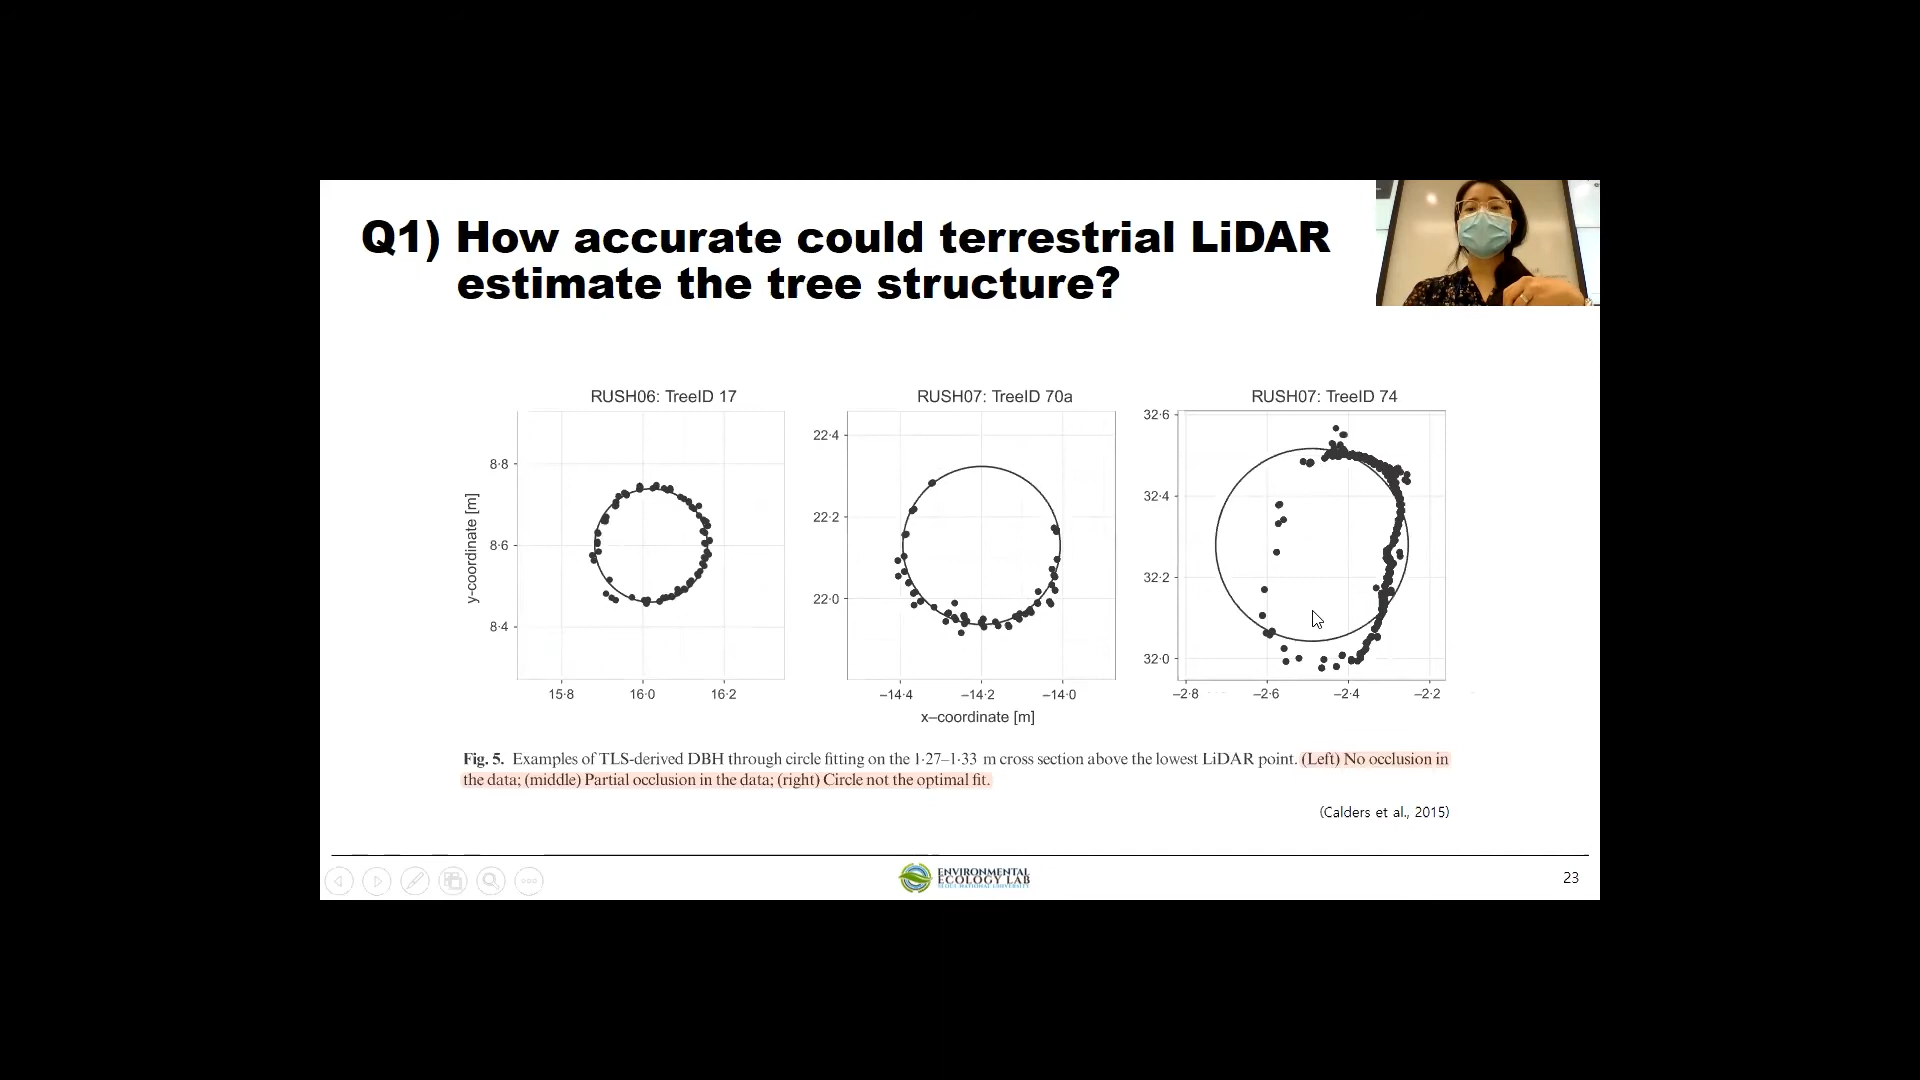 Q1) How accurate could terrestrial LiDAR
estimate the tree structure?
RUSH06: TreeID 17
RUSH07: TreeID 70a
RUSH07: TreeID 74
y-coordinate [m]
8·8
8·6
8·4
15·8
16·0
16·2
22·4
22·2
22·0
–14·4
–14·2
–14·0
32·6
32·4
32·2
32·0
–2·8
–2·6
–2·4
–2·2
x–coordinate [m]
Fig. 5. Examples of TLS-derived DBH through circle fitting on the 1·27–1·33 m cross section above the lowest LiDAR point. (Left) No occlusion in
the data; (middle) Partial occlusion in the data; (right) Circle not the optimal fit.
(Calders et al., 2015)
ENVIRONMENTAL
ECOLOGY LAB
SEOUL NATIONAL UNIVERSITY
23